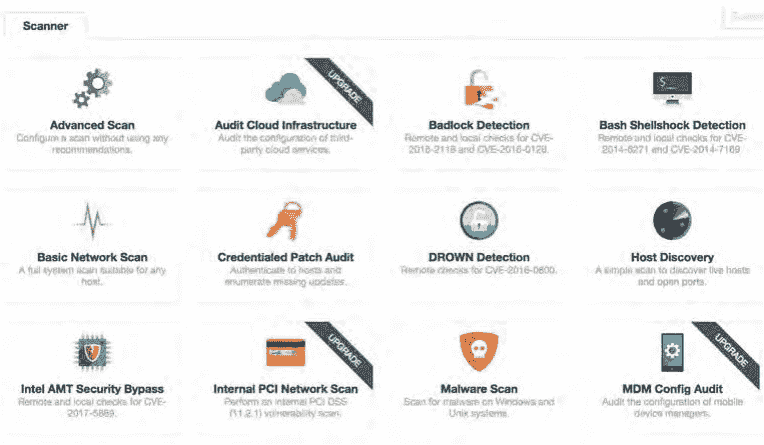 Scanner
UPGRADE
Advanced Scan
Configure a scan without using any
recommendations.
Audit Cloud Infrastructure
Audit the configuration of third-
party cloud services.
Badlock Detection
Remote and local checks for CVE-
2016-2118 and CVE-2016-0128.
Bash Shellshock Detection
Remote and local checks for CVE-
2014-6271 and CVE-2014-7169
Basic Network Scan
A full system scan suitable for any
host.
Credentialed Patch Audit
Authenticate to hosts and
enumerate missing updates.
DROWN Detection
Remote checks for CVE-2016-0800.
Host Discovery
A simple scan to discover live hosts
and open ports.
UPGRADE
UPGRADE
Intel AMT Security Bypass
Remote and local checks for CVE-
2017-5689.
Internal PCI Network Scan
Perform an internal PCI DSS
(11.2.1) vulnerability scan.
Malware Scan
Scan for malware on Windows and
Unix systems.
MDM Config Audit
Audit the configuration of mobile
device managers.